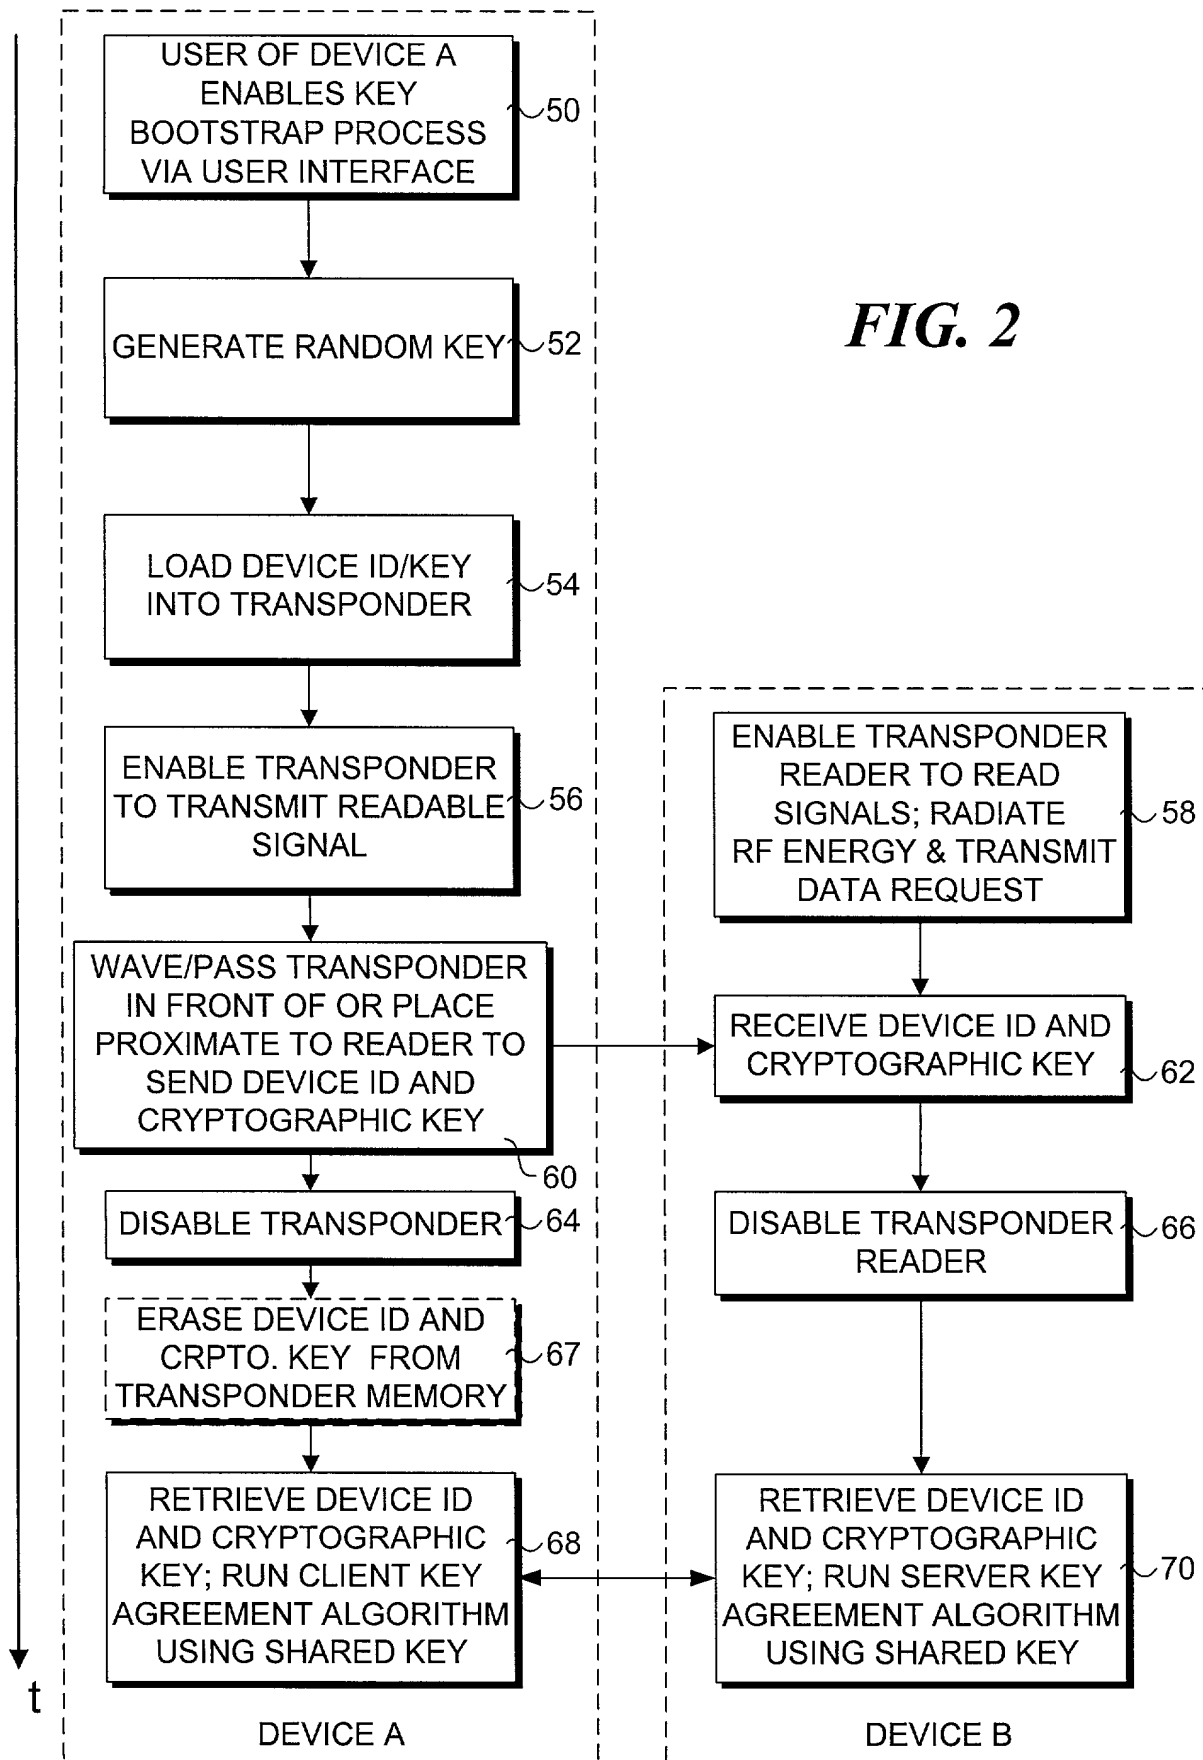 USER OF DEVICE A
ENABLES KEY
BOOTSTRAP PROCESS
VIA USER INTERFACE
50
GENERATE RANDOM KEY
52
FIG. 2
LOAD DEVICE ID/KEY
INTO TRANSPONDER
54
ENABLE TRANSPONDER
TO TRANSMIT READABLE
SIGNAL
56
ENABLE TRANSPONDER
READER TO READ
SIGNALS; RADIATE
RF ENERGY & TRANSMIT
DATA REQUEST
58
WAVE/PASS TRANSPONDER
IN FRONT OF OR PLACE
PROXIMATE TO READER TO
SEND DEVICE ID AND
CRYPTOGRAPHIC KEY
60
RECEIVE DEVICE ID AND
CRYPTOGRAPHIC KEY
62
DISABLE TRANSPONDER
64
DISABLE TRANSPONDER
READER
66
ERASE DEVICE ID AND
CRPTO. KEY FROM
TRANSPONDER MEMORY
67
RETRIEVE DEVICE ID
AND CRYPTOGRAPHIC
KEY; RUN CLIENT KEY
AGREEMENT ALGORITHM
USING SHARED KEY
68
RETRIEVE DEVICE ID
AND CRYPTOGRAPHIC
KEY; RUN SERVER KEY
AGREEMENT ALGORITHM
USING SHARED KEY
70
t
DEVICE A
DEVICE B